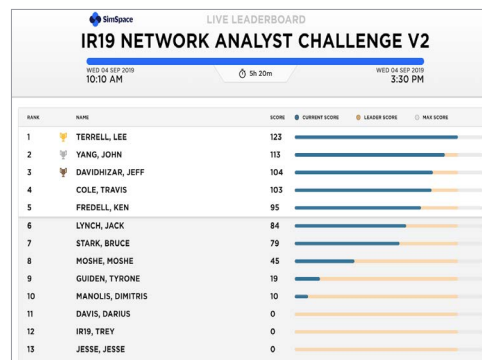 SimSpace
LIVE LEADERBOARD
IR19 NETWORK ANALYST CHALLENGE V2
WED 04 SEP 2019
10:10 AM
5h 20m
WED 04 SEP 2019
3:30 PM
RANK NAME SCORE CURRENT SCORE LEADER SCORE MAX SCORE
1 TERRELL, LEE 123
2 YANG, JOHN 113
3 DAVIDHIZAR, JEFF 104
4 COLE, TRAVIS 103
5 FREDELL, KEN 95
6 LYNCH, JACK 84
7 STARK, BRUCE 79
8 MOSHE, MOSHE 45
9 GUIDEN, TYRONE 19
10 MANOLIS, DIMITRIS 10
11 DAVIS, DARIUS 0
12 IR19, TREY 0
13 JESSE, JESSE 0